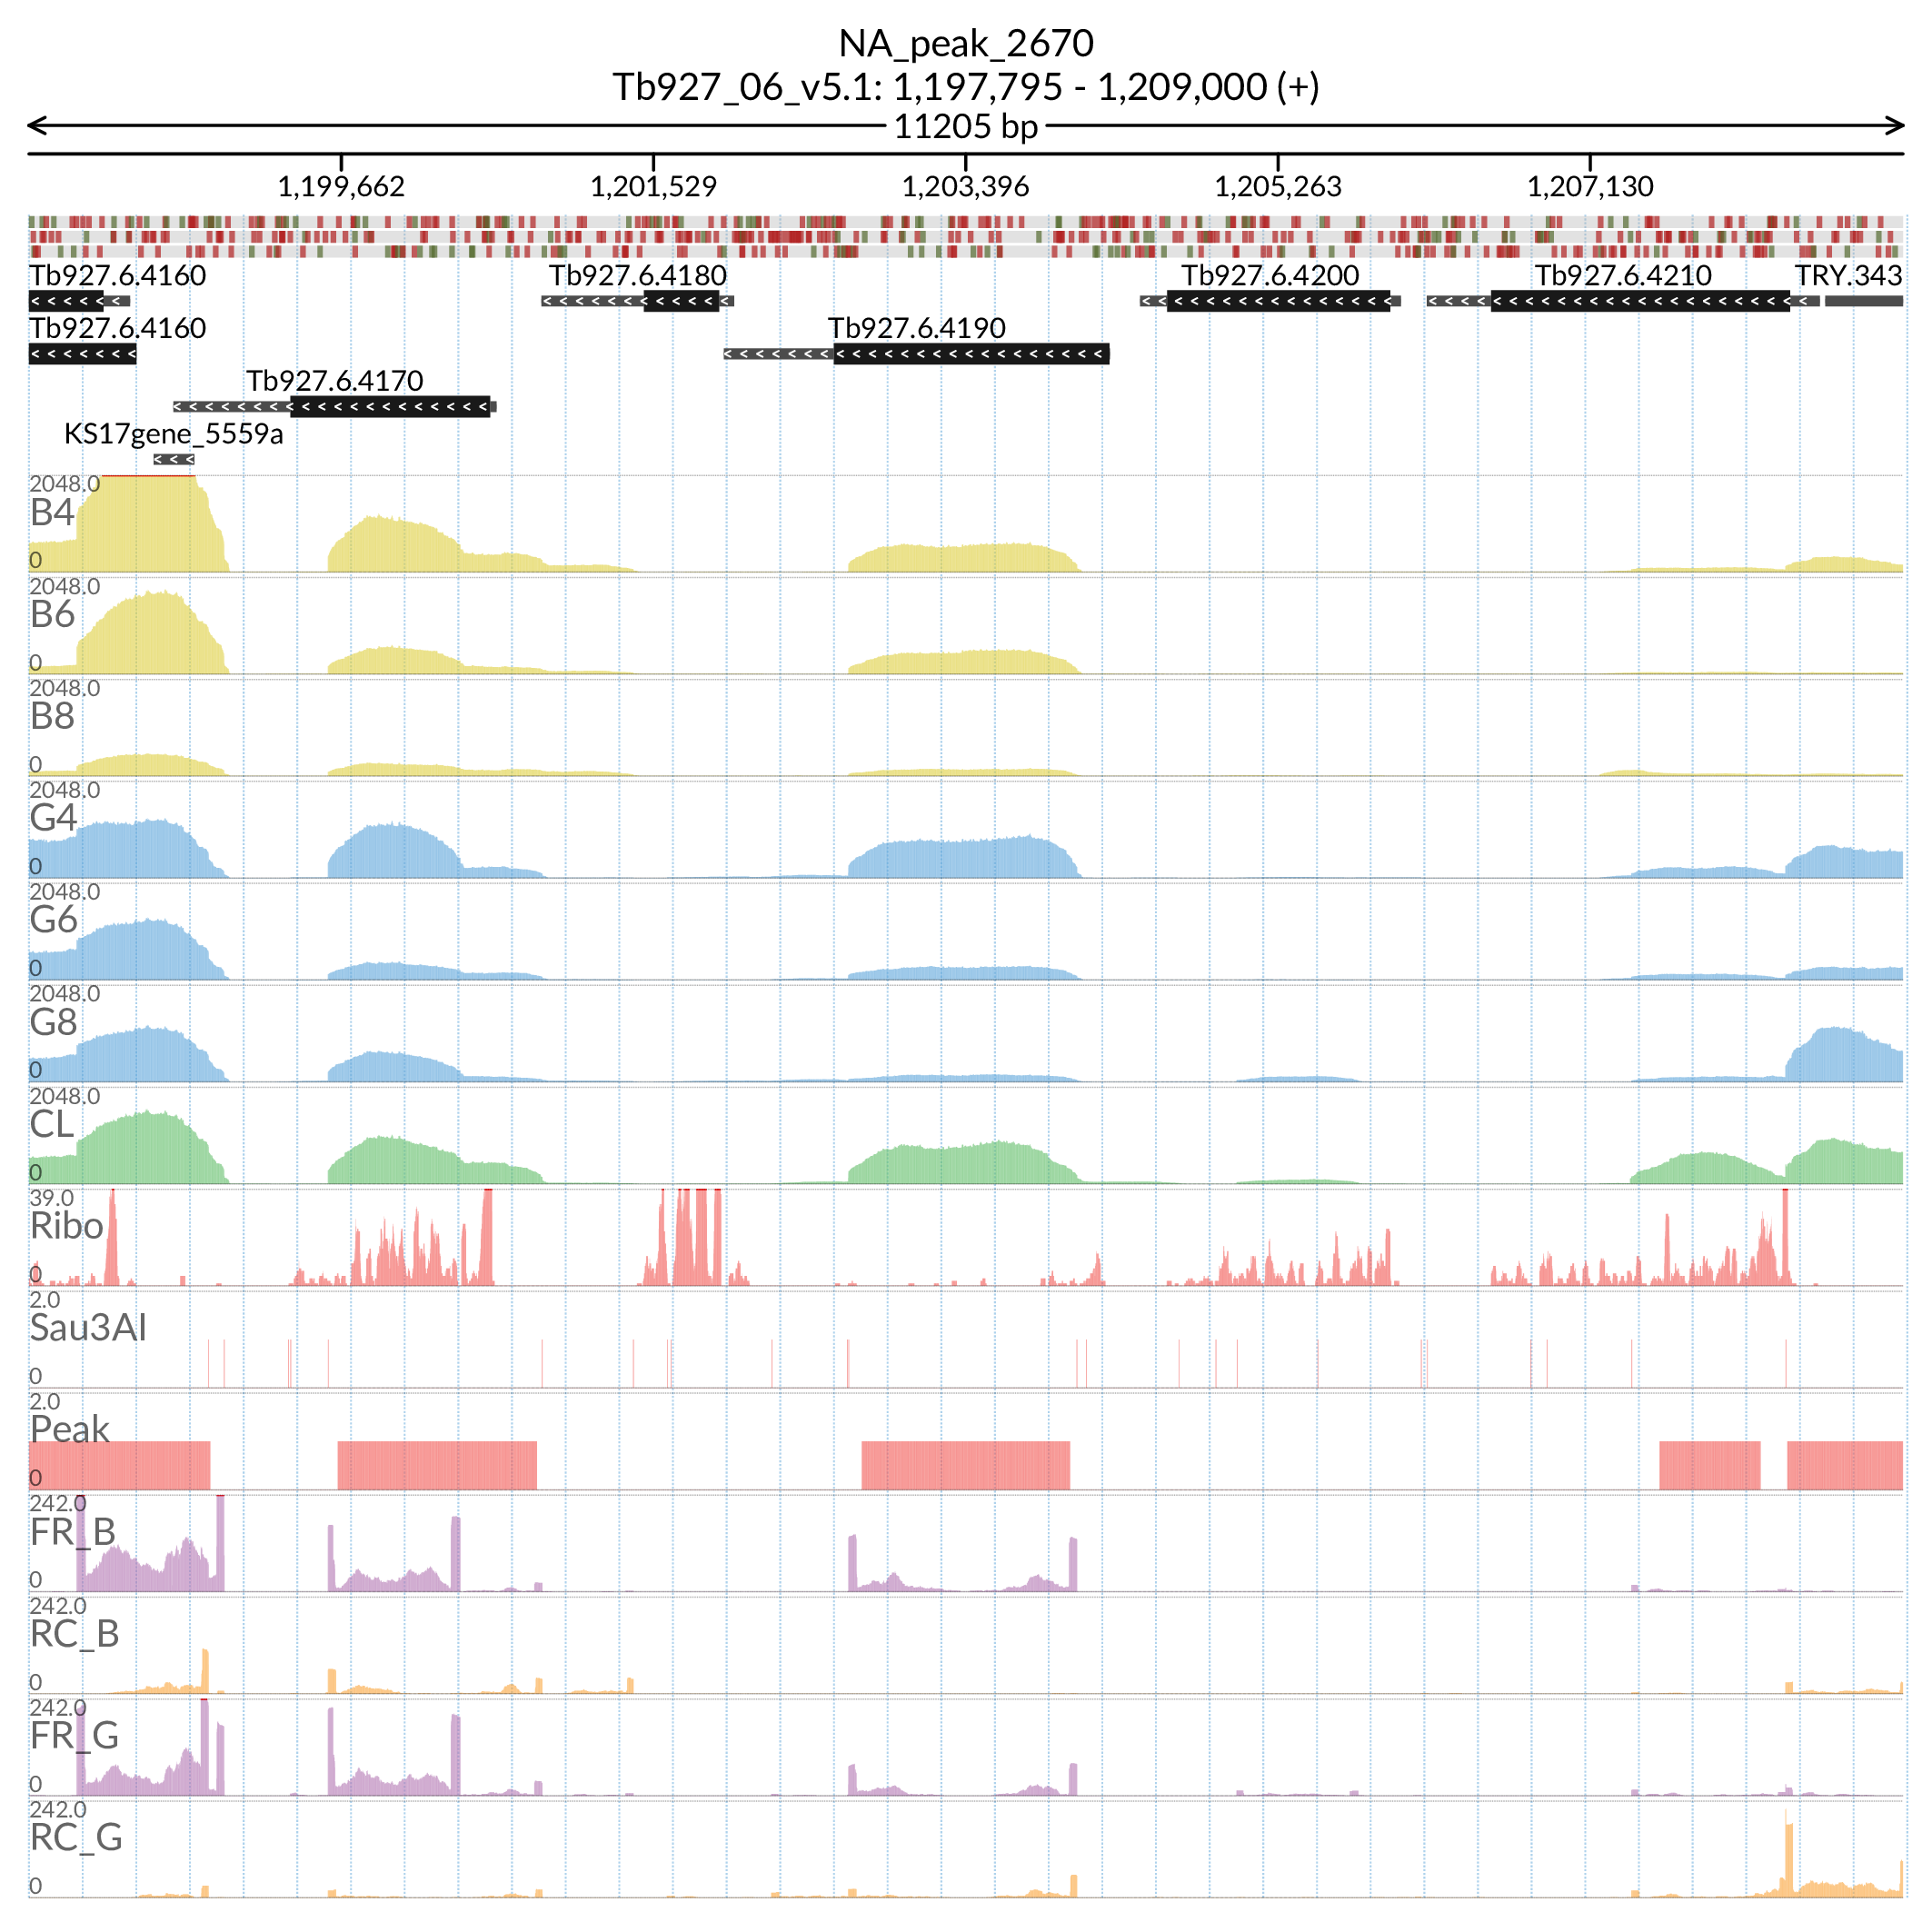 NA_peak_2670
Tb927_06_v5.1: 1,197,795 - 1,209,000 (+)
11205 bp
1,199,662 1,201,529 1,203,396 1,205,263 1,207,130
Tb927.6.4160 Tb927.6.4180 Tb927.6.4200 Tb927.6.4210 TRY.343
Tb927.6.4160 Tb927.6.4190
Tb927.6.4170
KS17gene_5559a
2048.0
B4
0
2048.0
B6
0
2048.0
B8
0
2048.0
G4
0
2048.0
G6
0
2048.0
G8
0
2048.0
CL
0
39.0
Ribo
0
2.0
Sau3AI
0
2.0
Peak
0
242.0
FR_B
0
242.0
RC_B
0
242.0
FR_G
0
242.0
RC_G
0